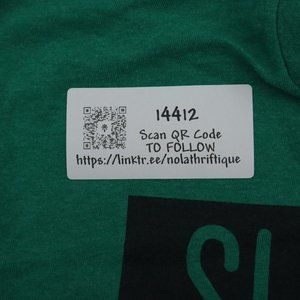 14412
Scan QR Code
TO FOLLOW
https://linktr.ee/nolathriftique